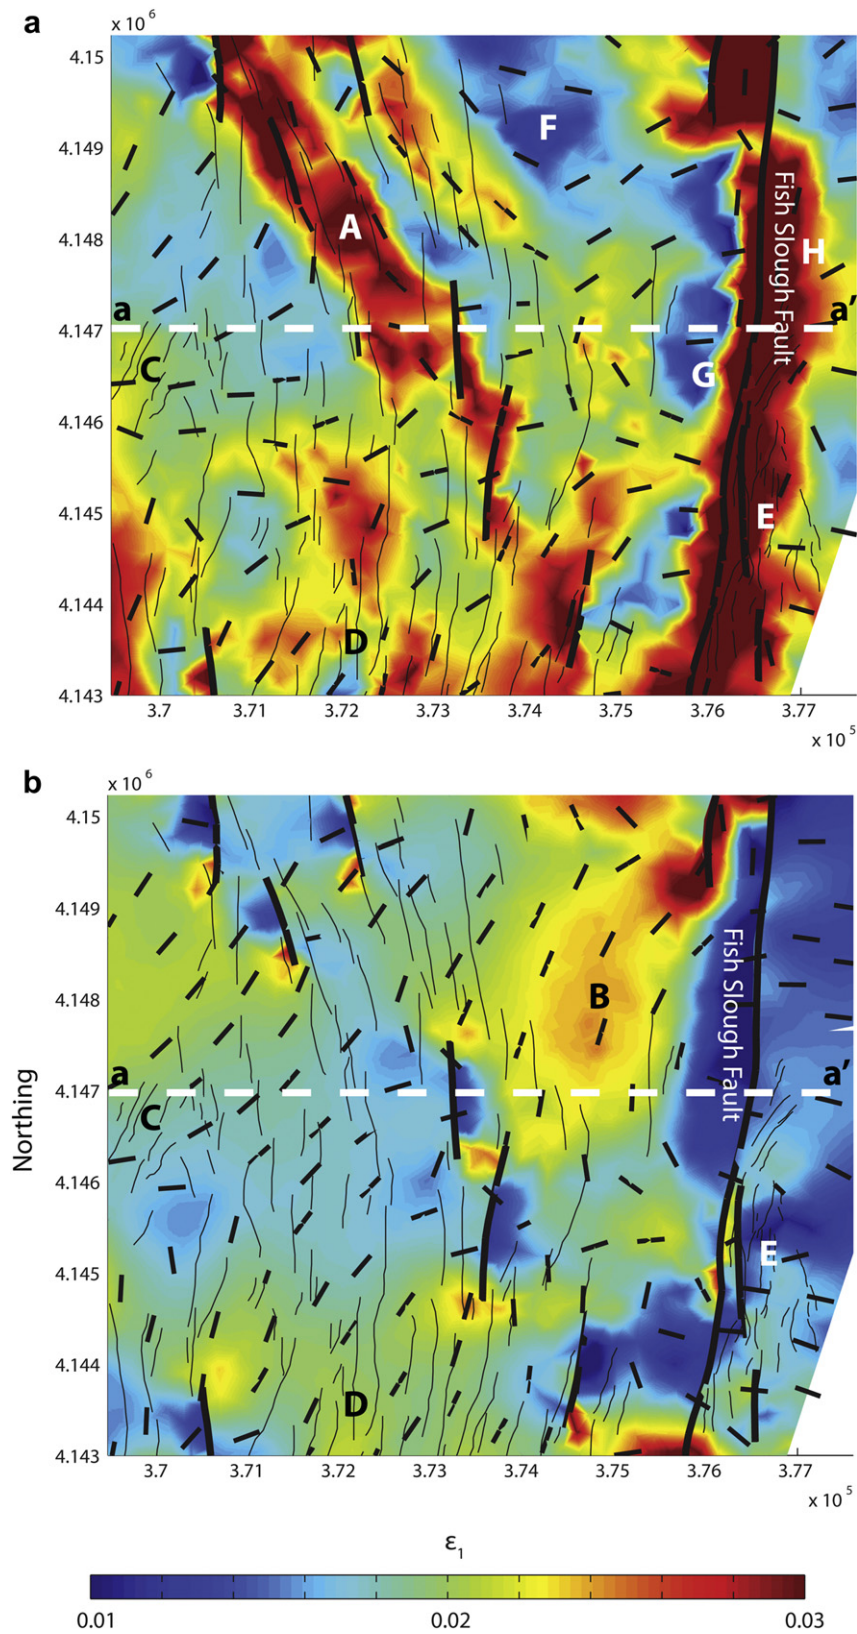 a
x 10 6
4.15
4.149
4.148
4.147
4.146
4.145
4.144
4.143
F
A
H
Fish Slough Fault
a
a'
C
G
E
D
3.7
3.71
3.72
3.73
3.74
3.75
3.76
3.77
x 10 5
b
x 10 6
4.15
4.149
4.148
4.147
4.146
4.145
4.144
4.143
Northing
B
Fish Slough Fault
a
a'
C
E
D
3.7
3.71
3.72
3.73
3.74
3.75
3.76
3.77
x 10 5
ε1
0.01
0.02
0.03